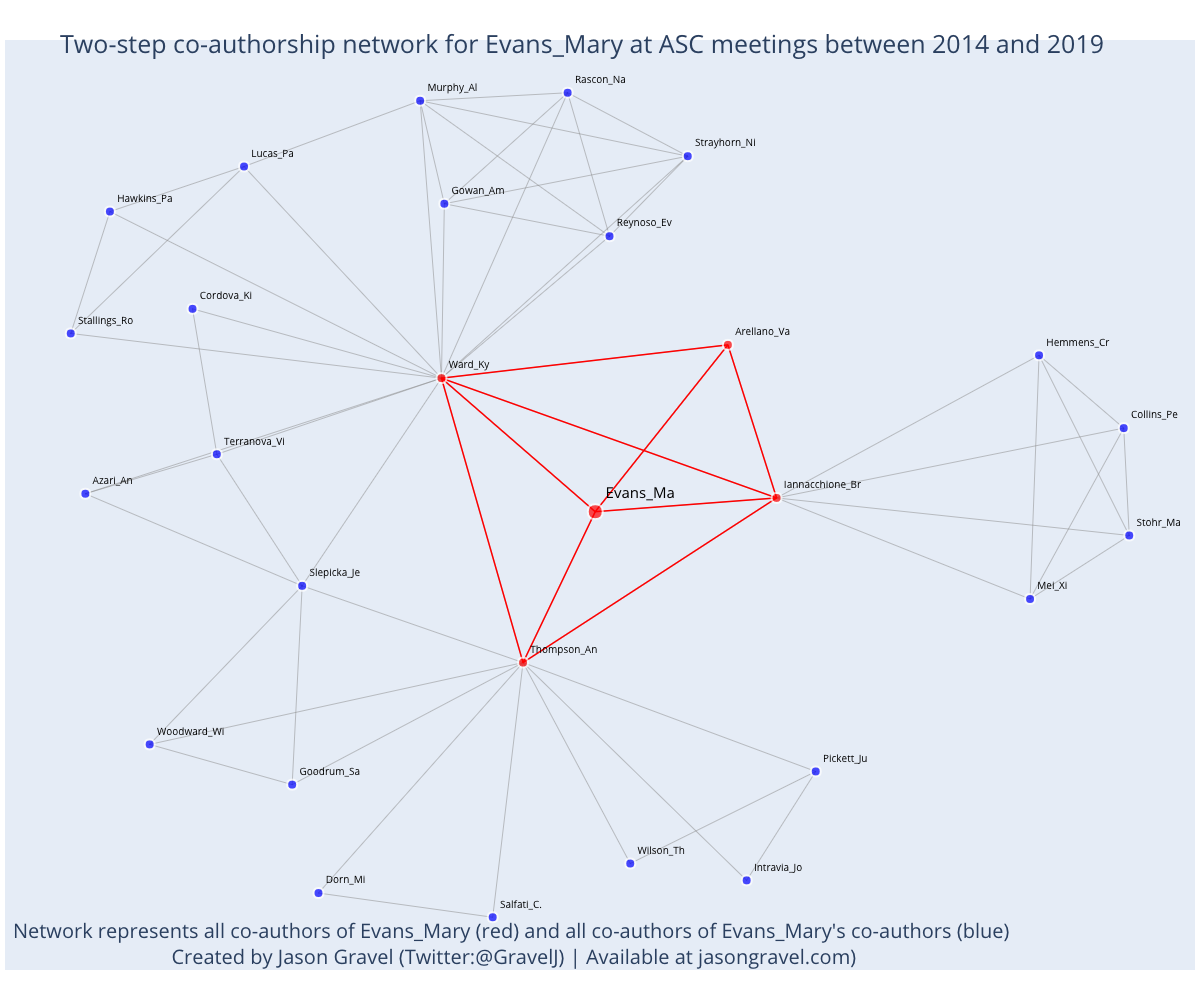 Two-step co-authorship network for Evans_Mary at ASC meetings between 2014 and 2019
Rascon_Na
Murphy_Al
Strayhorn_Ni
Lucas_Pa
Gowan_Am
Hawkins_Pa
Reynoso_Ev
Cordova_Ki
Stallings_Ro
Arellano_Va
Hemmens_Cr
Ward_Ky
Collins_Pe
Terranova_Vi
Azari_An
Iannacchione_Br
Evans_Ma
Stohr_Ma
Slepicka_Je
Mei_Xi
Thompson_An
Woodward_Wi
Pickett_Ju
Goodrum_Sa
Wilson_Th
Intravia_Jo
Dorn_Mi
Salfati_C.
Network represents all co-authors of Evans_Mary (red) and all co-authors of Evans_Mary's co-authors (blue)
Created by Jason Gravel (Twitter:@GravelJ) | Available at jasongravel.com)